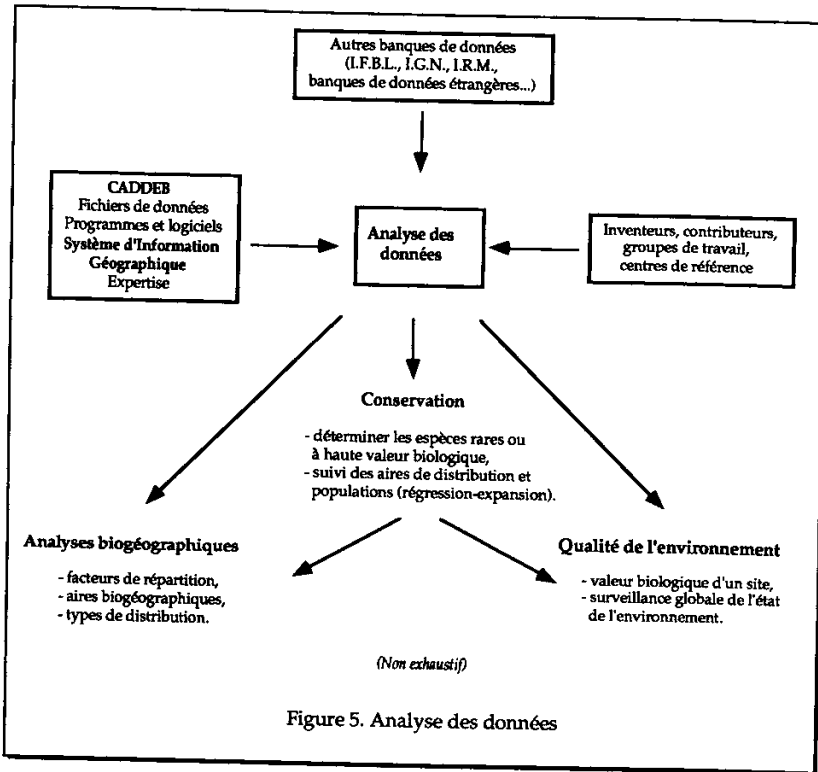 Autres banques de données
(I.F.B.L., I.G.N., I.R.M.,
banques de données étrangères...)
CADDEB
Fichiers de données
Programmes et logiciels
Système d'Information
Géographique
Expertise
Analyse des
données
Inventeurs, contributeurs,
groupes de travail,
centres de référence
Conservation
- déterminer les espèces rares ou
à haute valeur biologique,
- suivi des aires de distribution et
populations (régression-expansion).
Analyses biogéographiques
- facteurs de répartition,
- aires biogéographiques,
- types de distribution.
Qualité de l'environnement
- valeur biologique d'un site,
- surveillance globale de l'état
de l'environnement.
(Non exhaustif)
Figure 5. Analyse des données